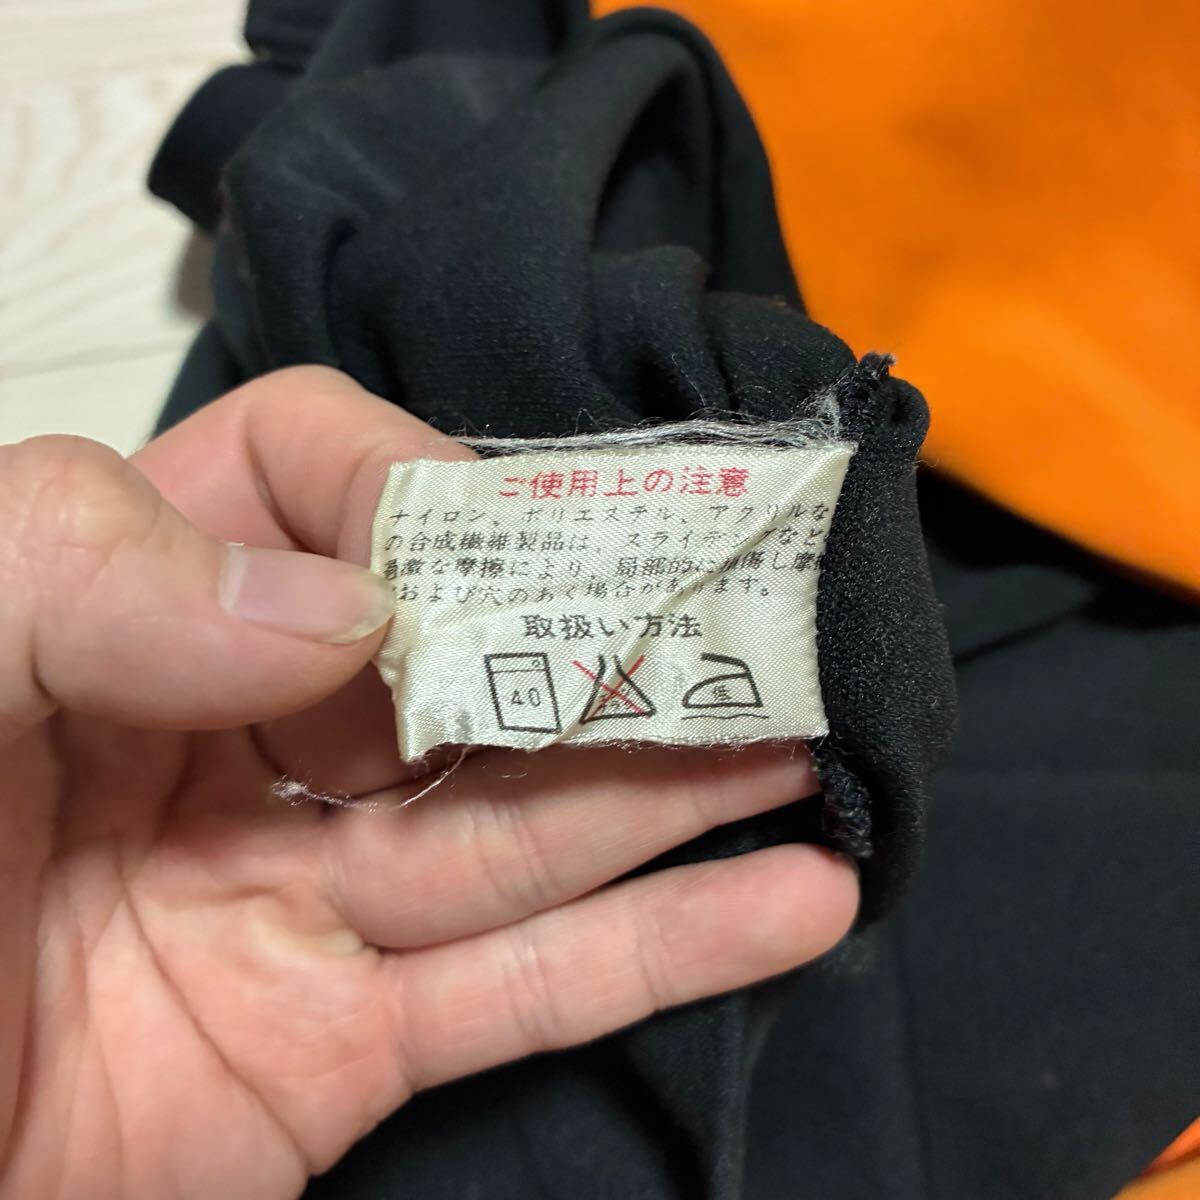 ご使用上の注意
ナイロン、ポリエステル、アクリルな
の合成繊維製品は、スライディングなど、
過激な摩擦により、局部的に 損傷し摩
および穴のあく場合があります。
取扱い方法
40
低